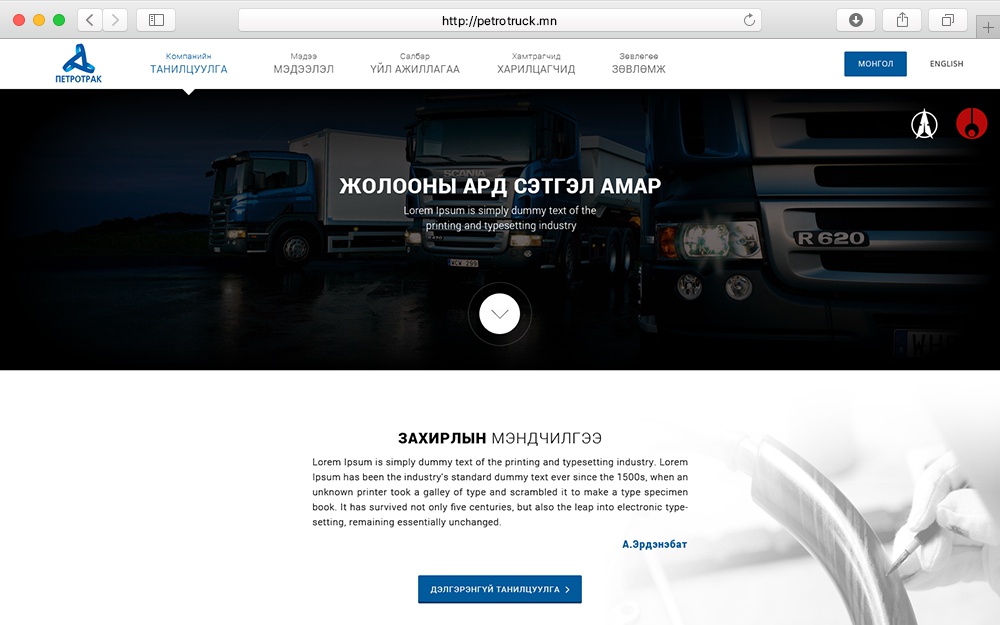 http://petrotruck.mn
ПЕТРОТРАК
Компанийн
ТАНИЛЦУУЛГА
Мэдээ
МЭДЭЭЛЭЛ
Салбар
ҮЙЛ АЖИЛЛАГАА
Хамтрагчид
ХАРИЛЦАГЧИД
Зөвлөгөө
ЗӨВЛӨМЖ
МОНГОЛ
ENGLISH
SCANIA
ЖОЛООНЫ АРД СЭТГЭЛ АМАР
Lorem Ipsum is simply dummy text of the
printing and typesetting industry
R 620
ЗАХИРЛЫН МЭНДЧИЛГЭЭ
Lorem Ipsum is simply dummy text of the printing and typesetting industry. Lorem
Ipsum has been the industry's standard dummy text ever since the 1500s, when an
unknown printer took a galley of type and scrambled it to make a type specimen
book. It has survived not only five centuries, but also the leap into electronic type-
setting, remaining essentially unchanged.
А.Эрдэнэбат
ДЭЛГЭРЭНГҮЙ ТАНИЛЦУУЛГА